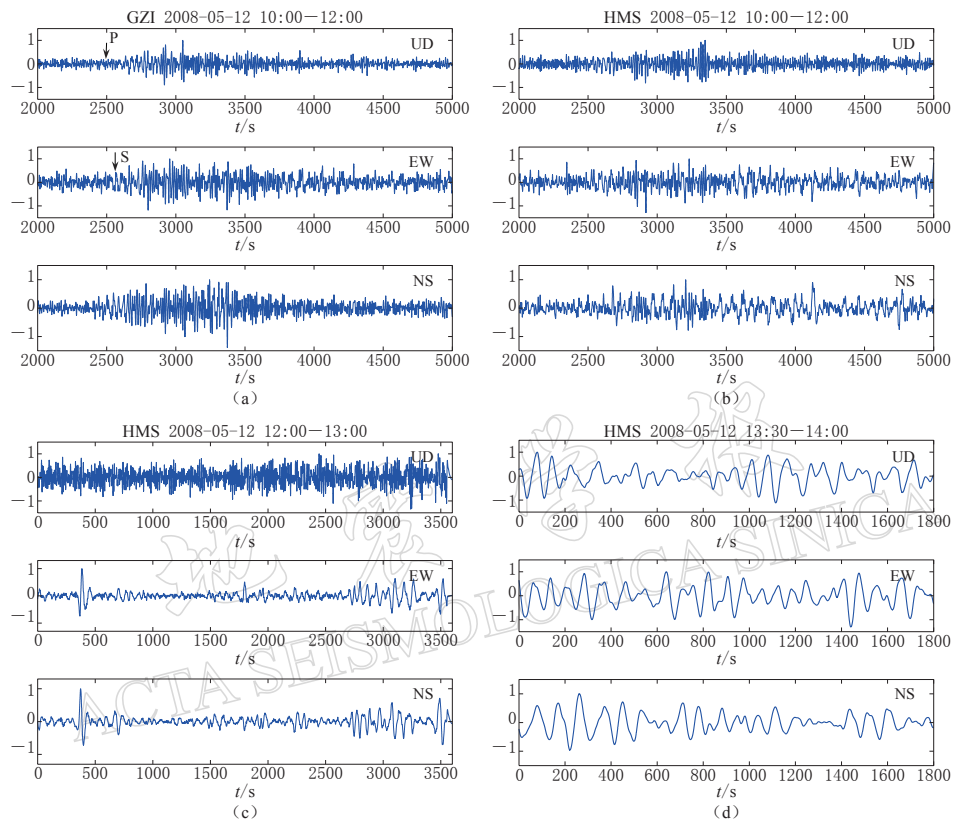 GZI 2008-05-12 10:00—12:00
P
UD
1
0
—1
2000 2500 3000 3500 4000 4500 5000
t/s
S
EW
1
0
—1
2000 2500 3000 3500 4000 4500 5000
t/s
NS
1
0
—1
2000 2500 3000 3500 4000 4500 5000
t/s
(a)
HMS 2008-05-12 10:00—12:00
UD
1
0
—1
2000 2500 3000 3500 4000 4500 5000
t/s
EW
1
0
—1
2000 2500 3000 3500 4000 4500 5000
t/s
NS
1
0
—1
2000 2500 3000 3500 4000 4500 5000
t/s
(b)
HMS 2008-05-12 12:00—13:00
UD
1
0
—1
0 500 1000 1500 2000 2500 3000 3500
t/s
EW
1
0
—1
0 500 1000 1500 2000 2500 3000 3500
t/s
NS
1
0
—1
0 500 1000 1500 2000 2500 3000 3500
t/s
(c)
HMS 2008-05-12 13:30—14:00
UD
1
0
—1
0 200 400 600 800 1000 1200 1400 1600 1800
t/s
EW
1
0
—1
0 200 400 600 800 1000 1200 1400 1600 1800
t/s
NS
1
0
—1
0 200 400 600 800 1000 1200 1400 1600 1800
t/s
(d)
地震学报
ACTA SEISMOLOGICA SINICA